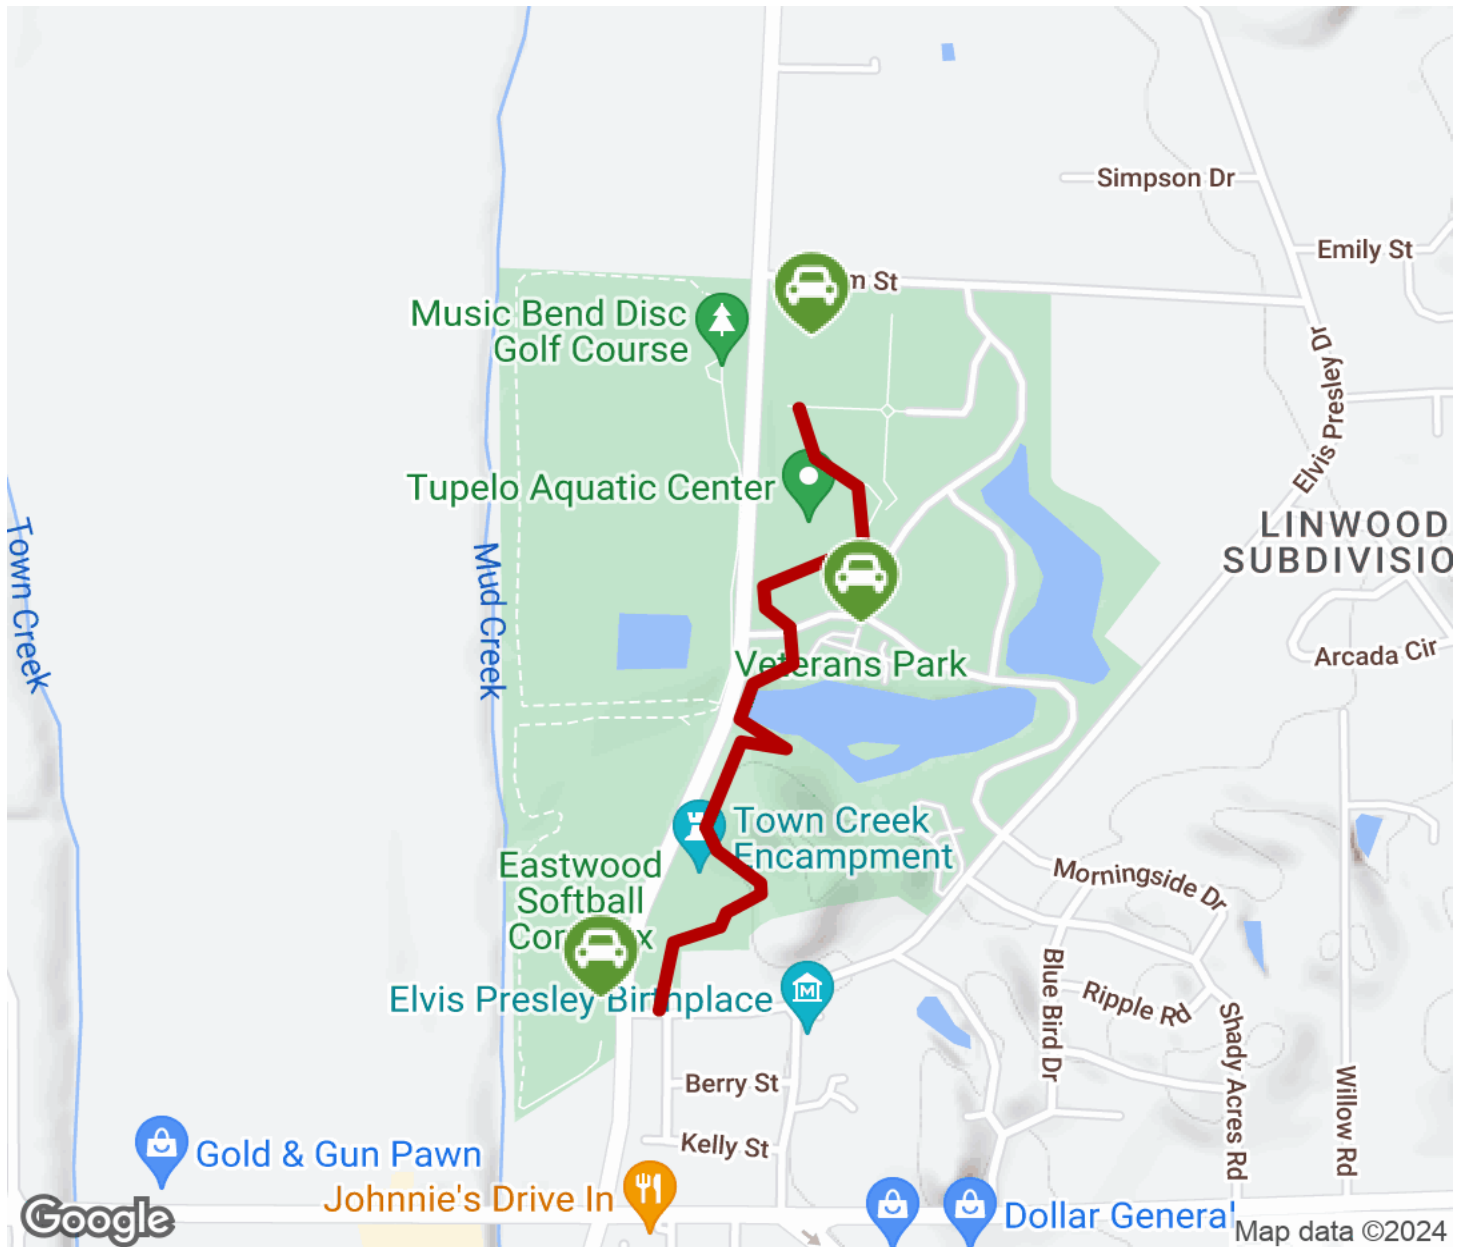 Simpson Dr
Emily St
m St
Music Bend Disc
Golf Course
Elvis Presley Dr
Tupelo Aquatic Center
LINWOOD
SUBDIVISIO
Town Creek
Mud Creek
Arcada Cir
Veterans Park
Town Creek
Encampment
Eastwood
Softball
Morningside Dr
Elvis Presley Birthplace
Blue Bird Dr
Ripple Rd
Shady Acres Rd
Willow Rd
Berry St
Kelly St
Gold & Gun Pawn
Johnnie's Drive In
Dollar General
Google
Map data ©2024